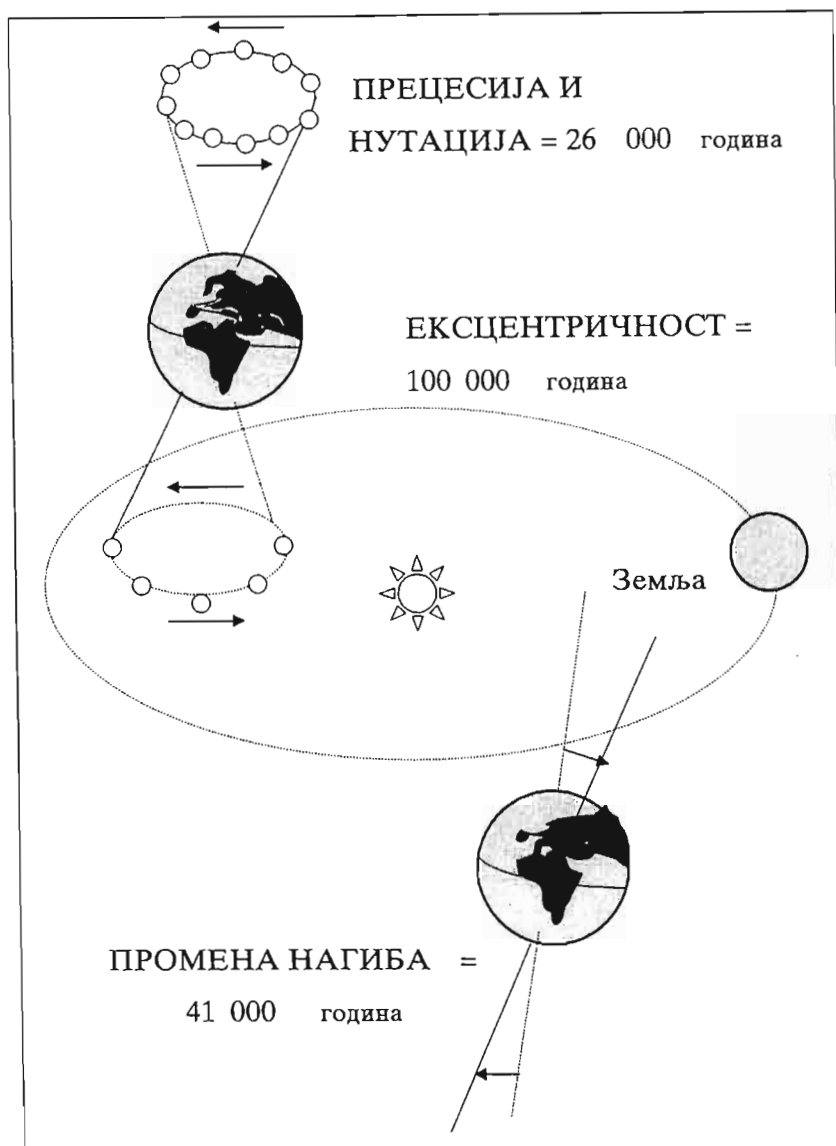 ПРЕЦЕСИЈА И
НУТАЦИЈА = 26 000 година
ЕКСЦЕНТРИЧНОСТ =
100 000 година
Земља
ПРОМЕНА НАГИБА =
41 000 година